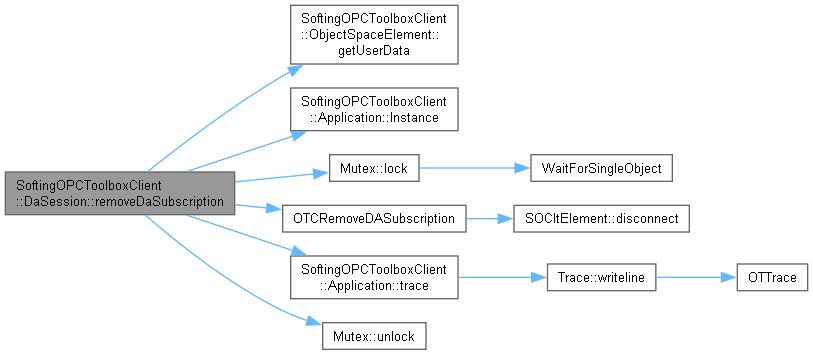 SoftingOPCToolboxClient
::ObjectSpaceElement::
getUserData
SoftingOPCToolboxClient
::Application::Instance
Mutex::lock
WaitForSingleObject
SoftingOPCToolboxClient
::DaSession::removeDaSubscription
OTCRemoveDASubscription
SOCltElement::disconnect
SoftingOPCToolboxClient
::Application::trace
Trace::writeline
OTTrace
Mutex::unlock